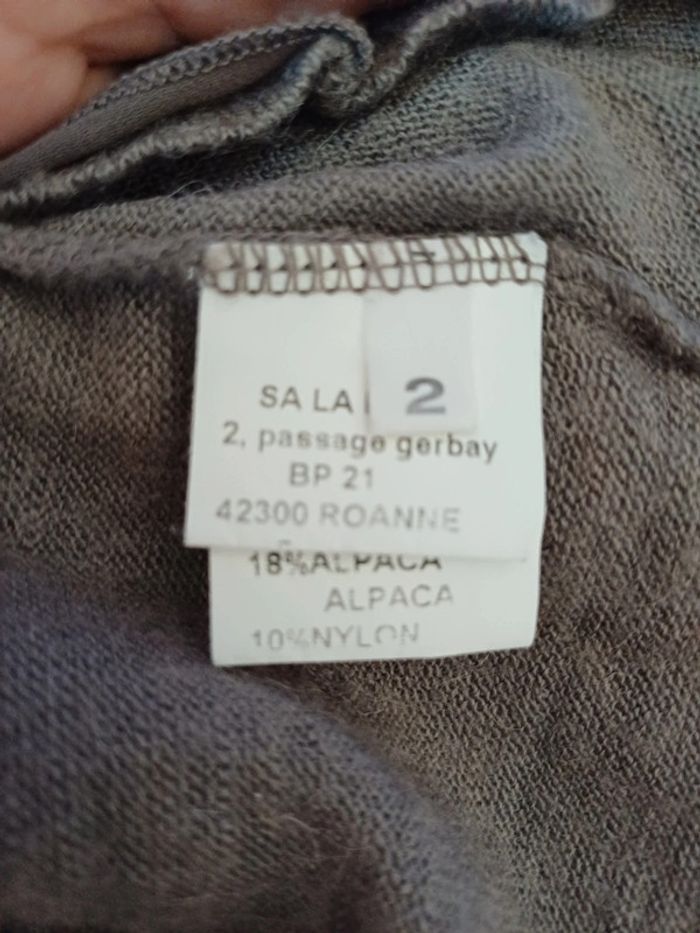 2
SA LA
2, passage gerbay
BP 21
42300 ROANNE
18%ALPACA
ALPACA
10%NYLON